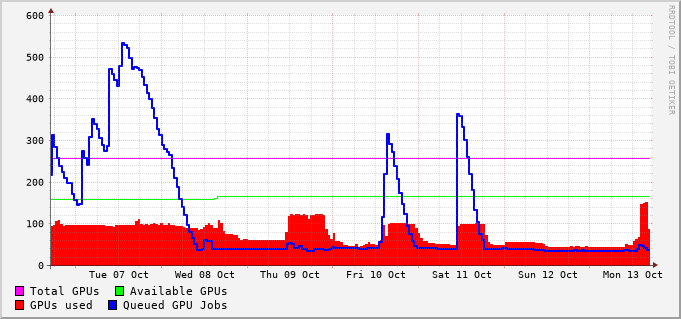 RRDTOOL / TOBI OETIKER
600
500
400
300
200
100
0
Tue 07 Oct Wed 08 Oct Thu 09 Oct Fri 10 Oct Sat 11 Oct Sun 12 Oct Mon 13 Oct
Total GPUs Available GPUs
GPUs used Queued GPU Jobs